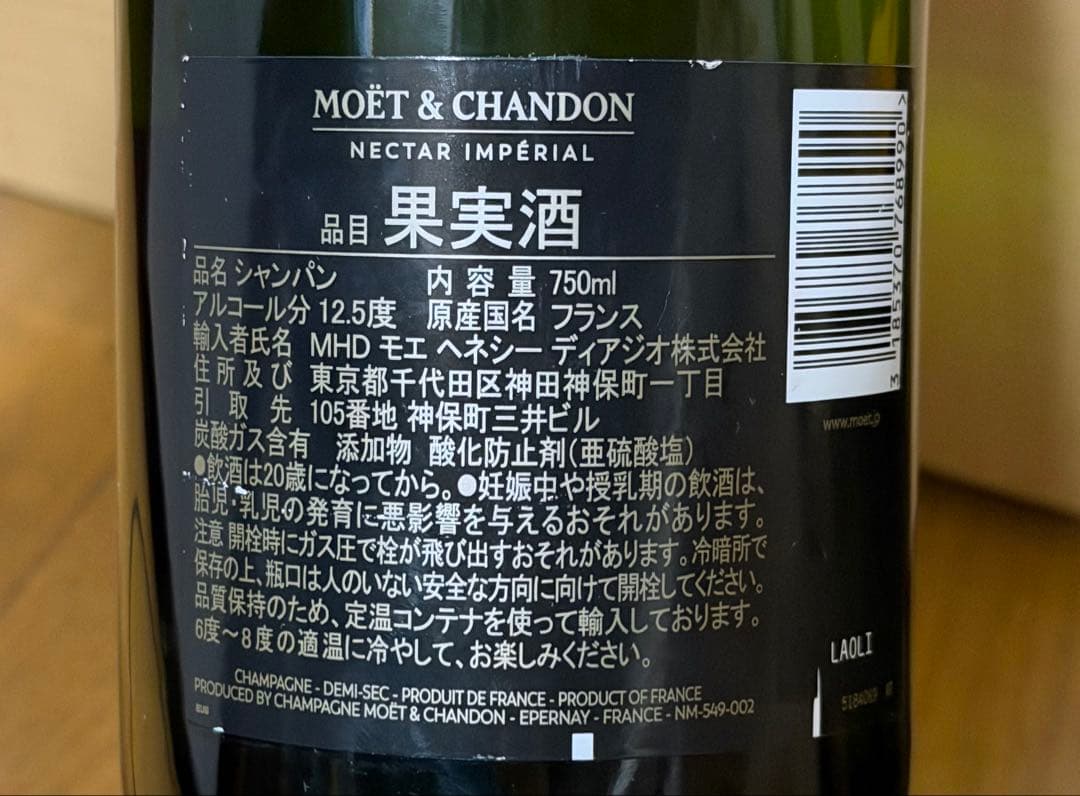 MOËT & CHANDON
NECTAR IMPÉRIAL
品目 果実酒
品名 シャンパン 内容量 750ml
アルコール分 12.5度 原産国名 フランス
輸入者氏名 MHD モエ ヘネシー ディアジオ株式会社
住所及び 東京都千代田区神田神保町一丁目
引取先 105番地 神保町三井ビル
炭酸ガス含有 添加物 酸化防止剤(亜硫酸塩)
●飲酒は20歳になってから。●妊娠中や授乳期の飲酒は、
胎児・乳児の発育に悪影響を与えるおそれがあります。
注意 開栓時にガス圧で栓が飛び出すおそれがあります。冷暗所で
保存の上、瓶口は人のいない安全な方向に向けて開栓してください。
品質保持のため、定温コンテナを使って輸入しております。
6度~8度の適温に冷やして、お楽しみください。
CHAMPAGNE - DEMI-SEC - PRODUIT DE FRANCE - PRODUCT OF FRANCE
PRODUCED BY CHAMPAGNE MOËT & CHANDON - EPERNAY - FRANCE - NM-549-002
3 185370 768990 >
www.moet.jp
LAOLI